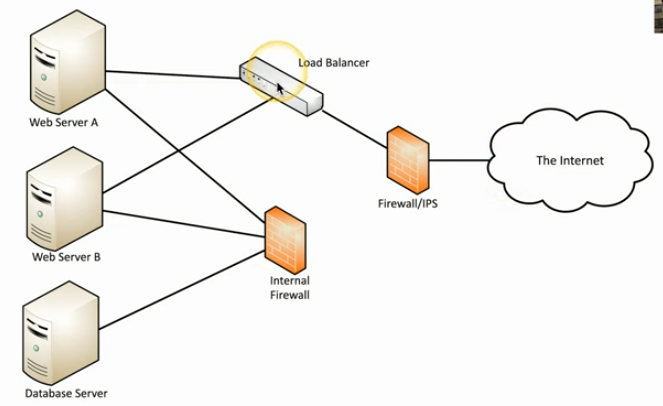 Load Balancer
Web Server A
The Internet
Firewall/IPS
Web Server B
Internal
Firewall
Database Server